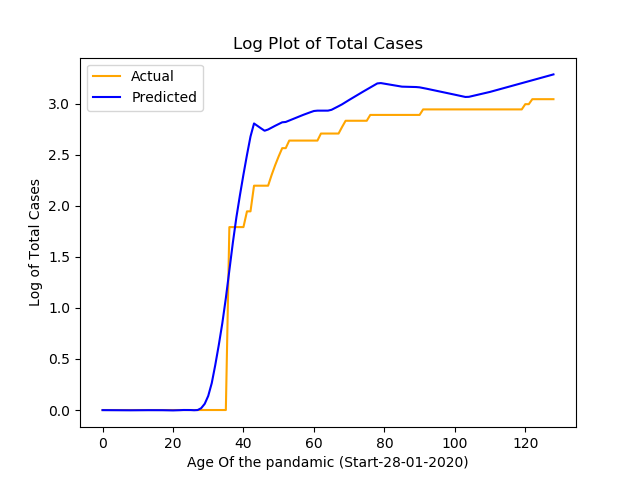 Log Plot of Total Cases
Actual
Predicted
3.0
2.5
2.0
1.5
1.0
0.5
0.0
Log of Total Cases
0 20 40 60 80 100 120
Age Of the pandamic (Start-28-01-2020)